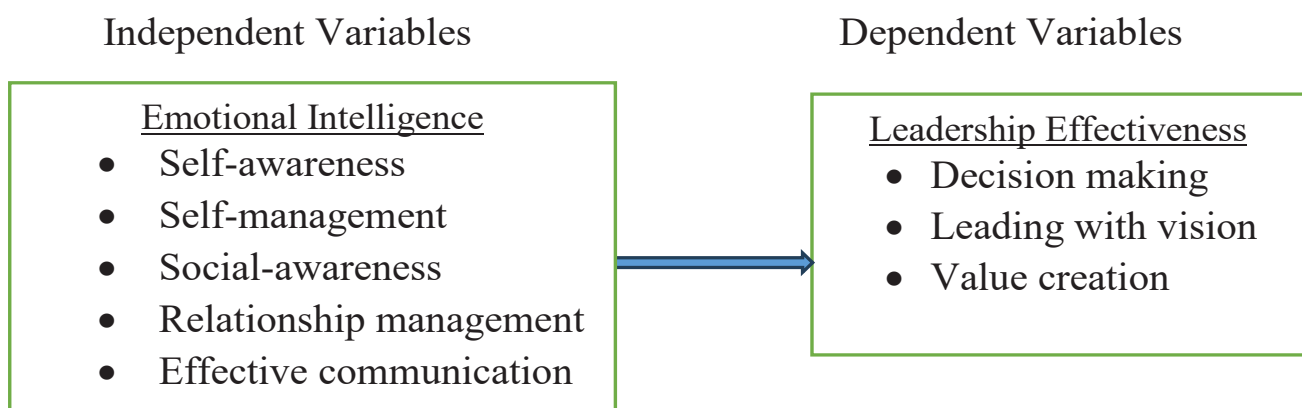 Independent Variables
Dependent Variables
Emotional Intelligence
• Self-awareness
• Self-management
• Social-awareness
• Relationship management
• Effective communication
Leadership Effectiveness
• Decision making
• Leading with vision
• Value creation